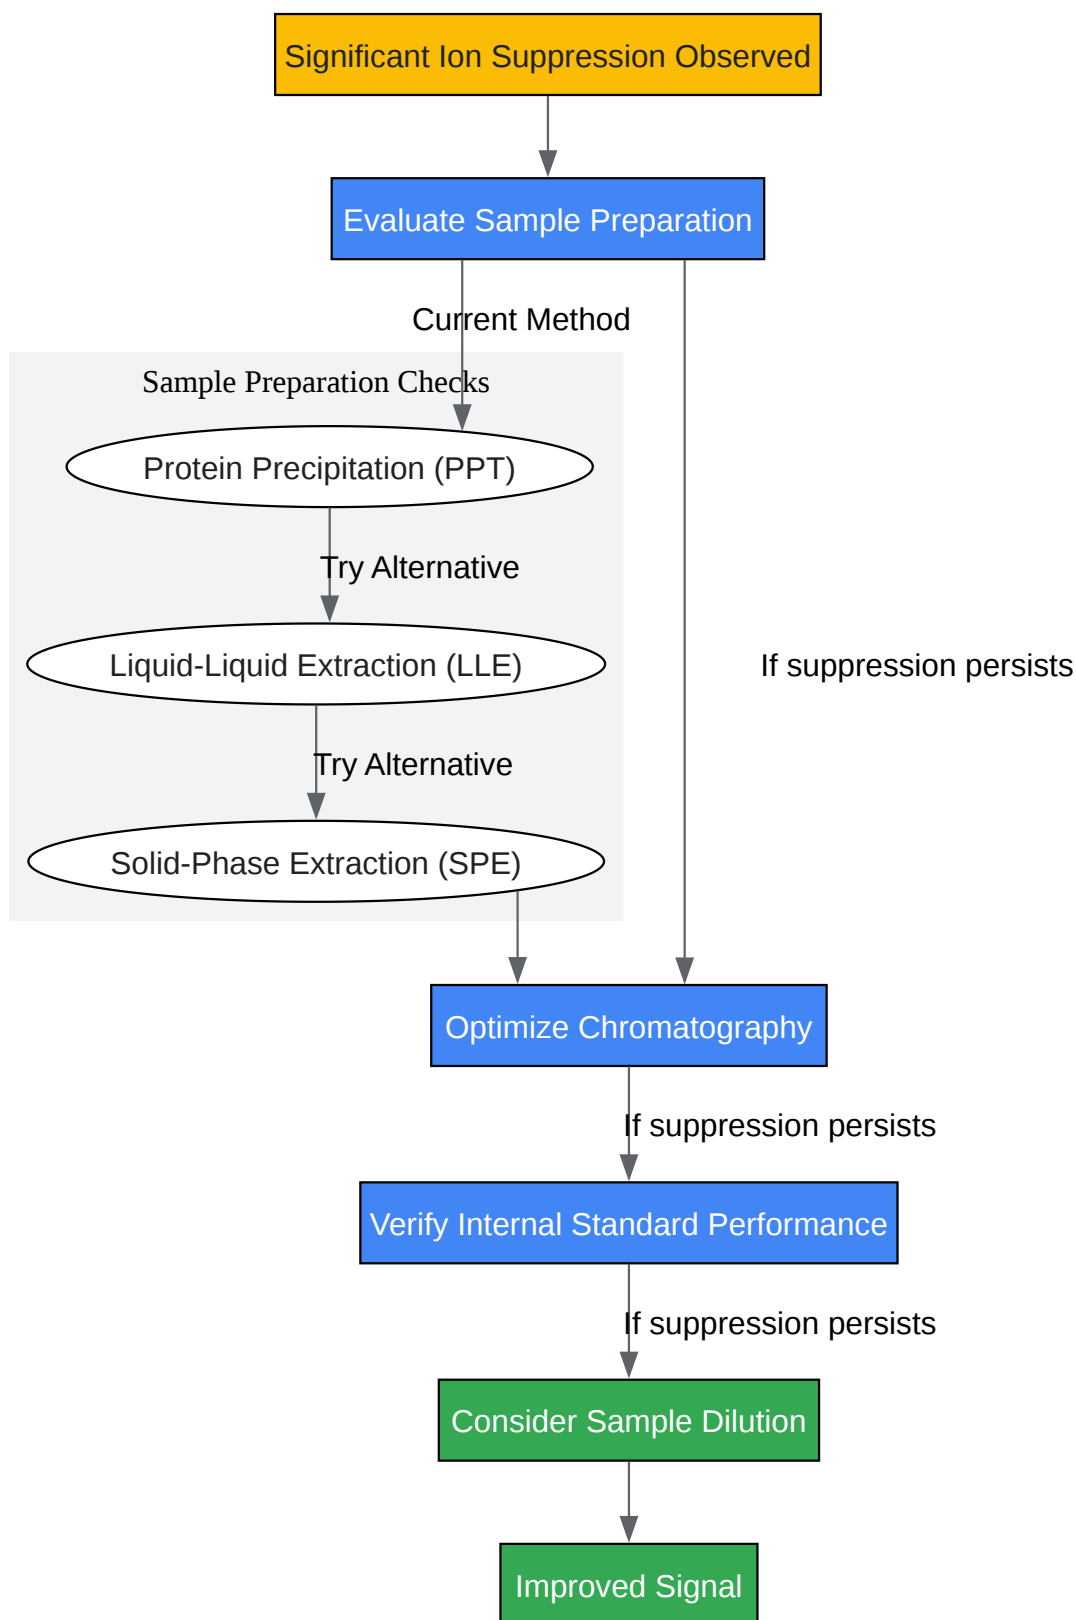 Significant Ion Suppression Observed
Evaluate Sample Preparation
Current Method
Sample Preparation Checks
Protein Precipitation (PPT)
Try Alternative
Liquid-Liquid Extraction (LLE)
If suppression persists
Try Alternative
Solid-Phase Extraction (SPE)
Optimize Chromatography
If suppression persists
Verify Internal Standard Performance
If suppression persists
Consider Sample Dilution
Improved Signal